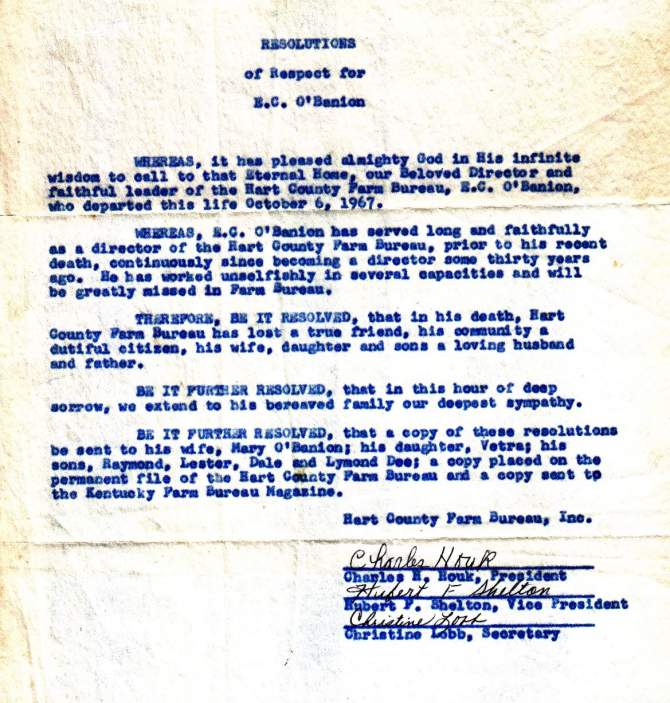 RESOLUTIONS
of Respect for
E.C. O'Banion
WHEREAS, it has pleased almighty God in His infinite
wisdom to call to that Eternal Home, our Beloved Director and
faithful leader of the Hart County Farm Bureau, E.C. O'Banion,
who departed this life October 6, 1967.
WHEREAS, E.C. O'Banion has served long and faithfully
as a director of the Hart County Farm Bureau, prior to his recent
death, continuously since becoming a director some thirty years
ago. He has worked unselfishly in several capacities and will
be greatly missed in Farm Bureau.
THEREFORE, BE IT RESOLVED, that in his death, Hart
County Farm Bureau has lost a true friend, his community a
dutiful citizen, his wife, daughter and sons a loving husband
and father.
BE IT FURTHER RESOLVED, that in this hour of deep
sorrow, we extend to his bereaved family our deepest sympathy.
BE IT FURTHER RESOLVED, that a copy of these resolutions
be sent to his wife, Mary O'Banion; his daughter, Vetra; his
sons, Raymond, Lester, Dale and Lymond Dee; a copy placed on the
permanent file of the Hart County Farm Bureau and a copy sent to
the Kentucky Farm Bureau Magazine.
Hart County Farm Bureau, Inc.
Charles Houk
Charles H. Houk, President
Hubert F Shelton
Hubert F. Shelton, Vice President
Christine Lobb
Christine Lobb, Secretary